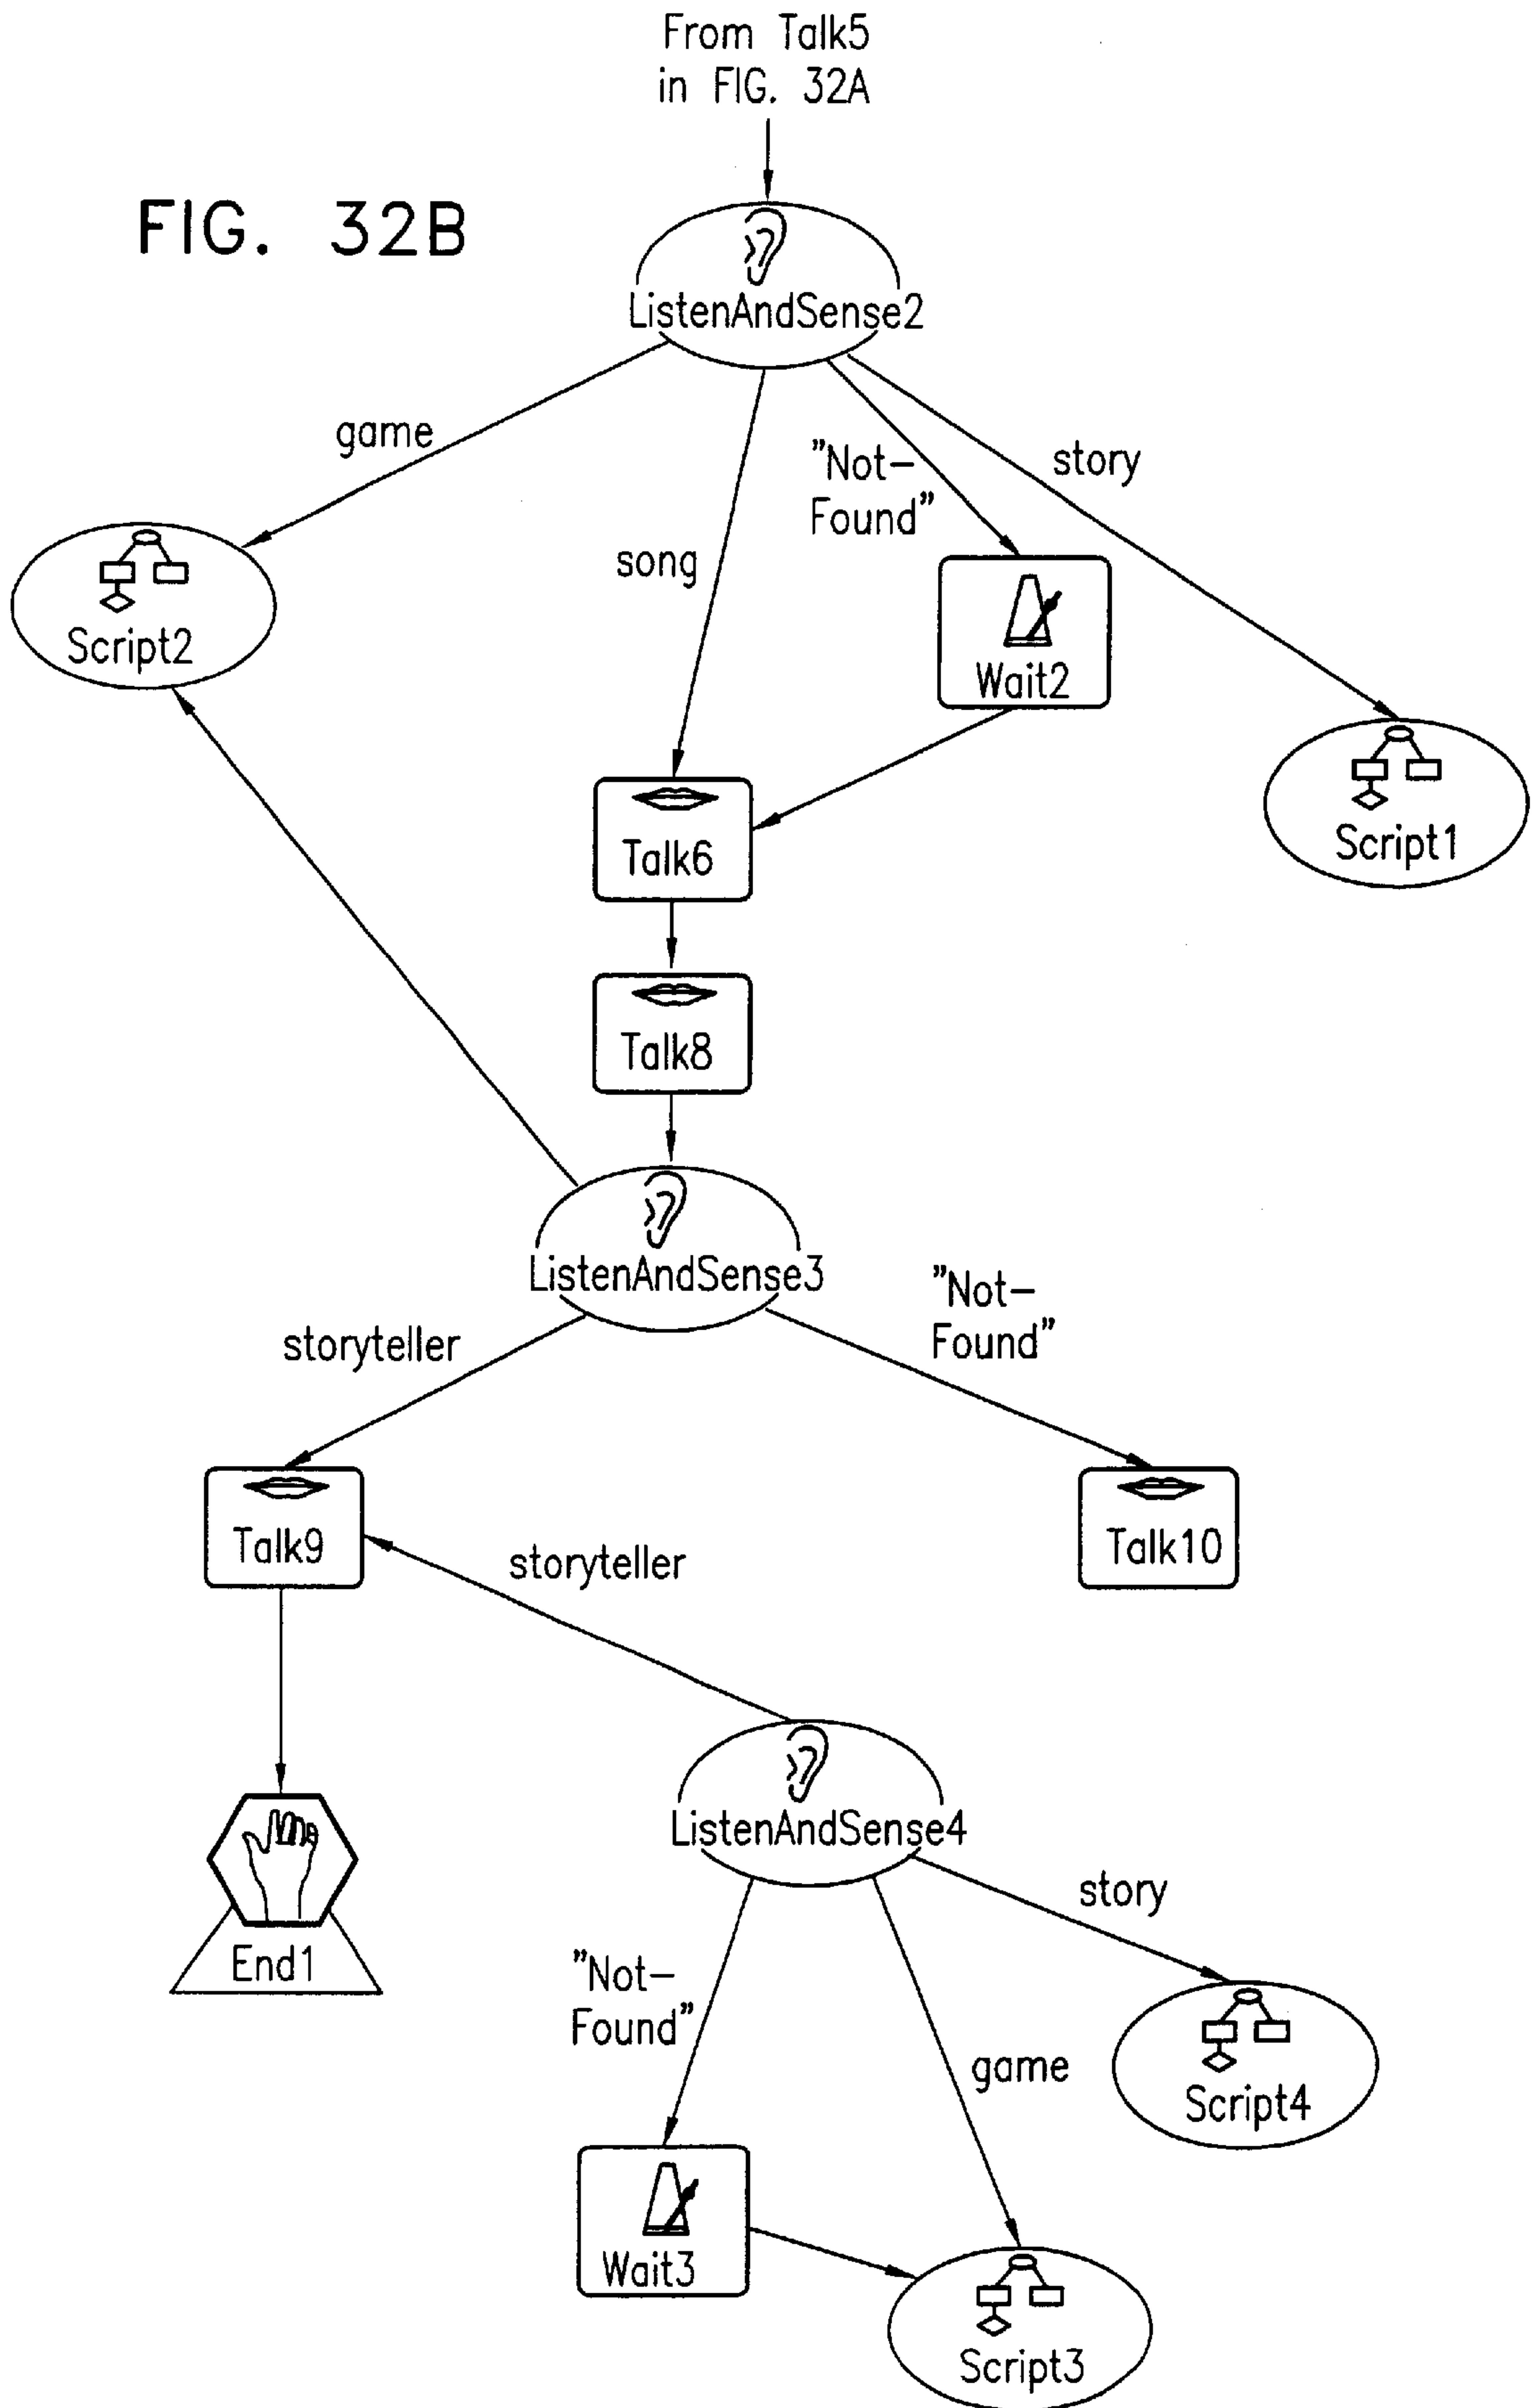 From Talk5
in FIG. 32A
FIG. 32B
ListenAndSense2
game
"Not-
Found"
story
song
Script2
Wait2
Script1
Talk6
Talk8
ListenAndSense3
"Not-
Found"
storyteller
Talk9
Talk10
storyteller
ListenAndSense4
story
End1
"Not-
Found"
game
Script4
Wait3
Script3